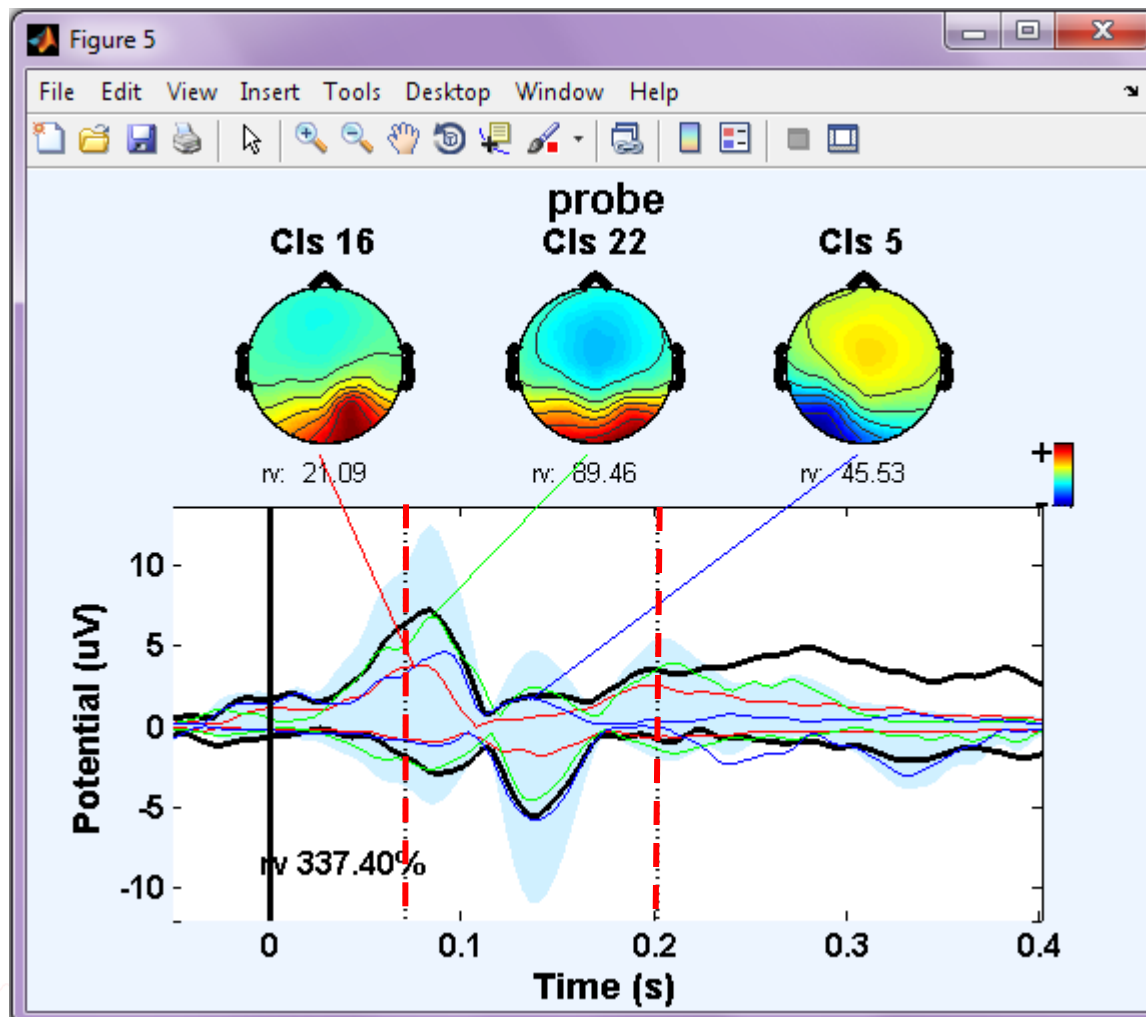 Figure 5
File Edit View Insert Tools Desktop Window Help
probe
Cls 16 Cls 22 Cls 5
rv: 21.09 rv: 89.46 rv: 45.53
+
-
10
5
0
-5
-10
Potential (uV)
rv 337.40%
0 0.1 0.2 0.3 0.4
Time (s)